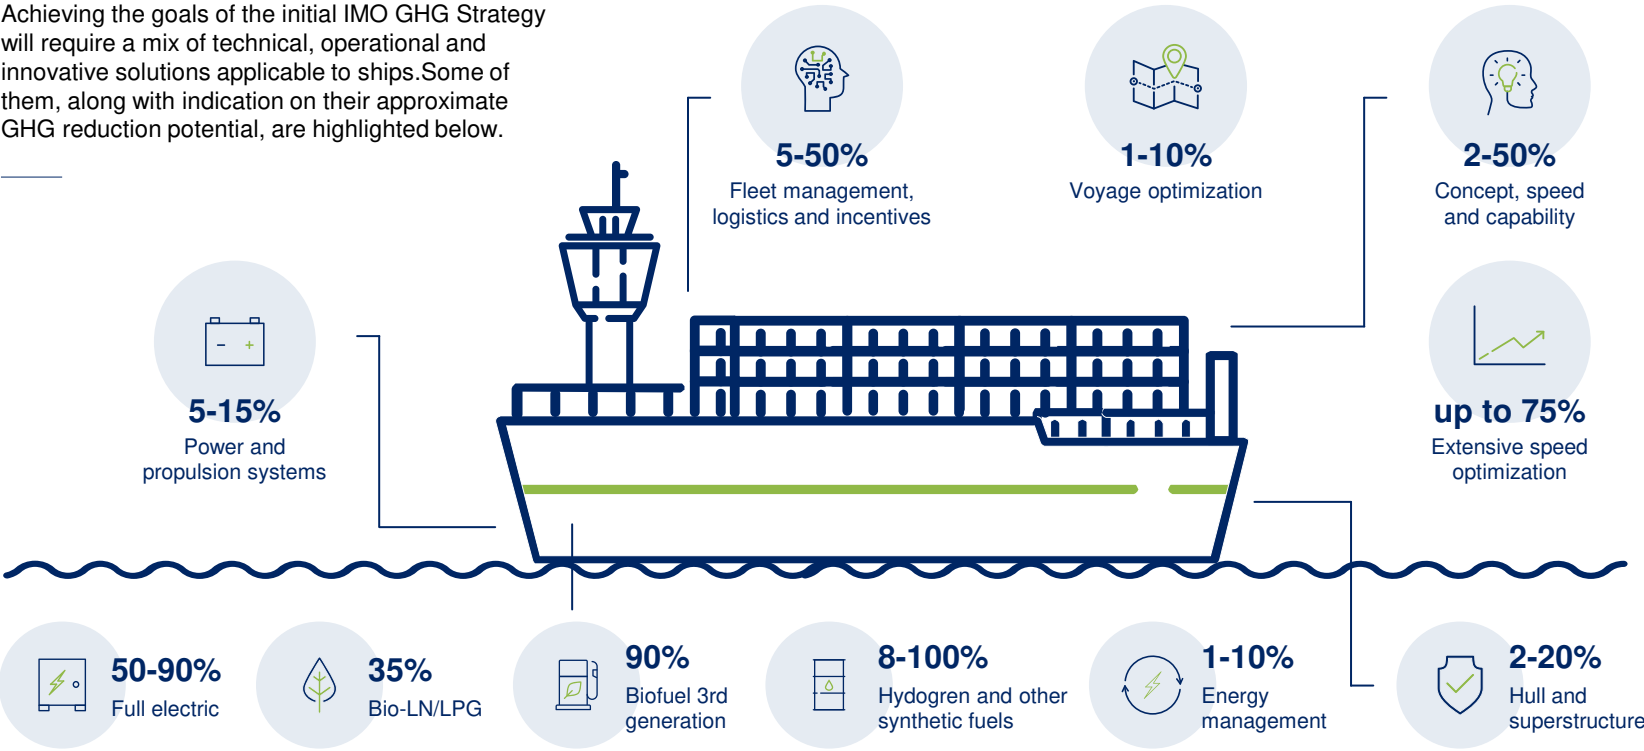 Achieving the goals of the initial IMO GHG Strategy
will require a mix of technical, operational and
innovative solutions applicable to ships.Some of
them, along with indication on their approximate
GHG reduction potential, are highlighted below.
5-50%
Fleet management,
logistics and incentives
1-10%
Voyage optimization
2-50%
Concept, speed
and capability
5-15%
Power and
propulsion systems
up to 75%
Extensive speed
optimization
50-90%
Full electric
35%
Bio-LN/LPG
90%
Biofuel 3rd
generation
8-100%
Hydogren and other
synthetic fuels
1-10%
Energy
management
2-20%
Hull and
superstructure